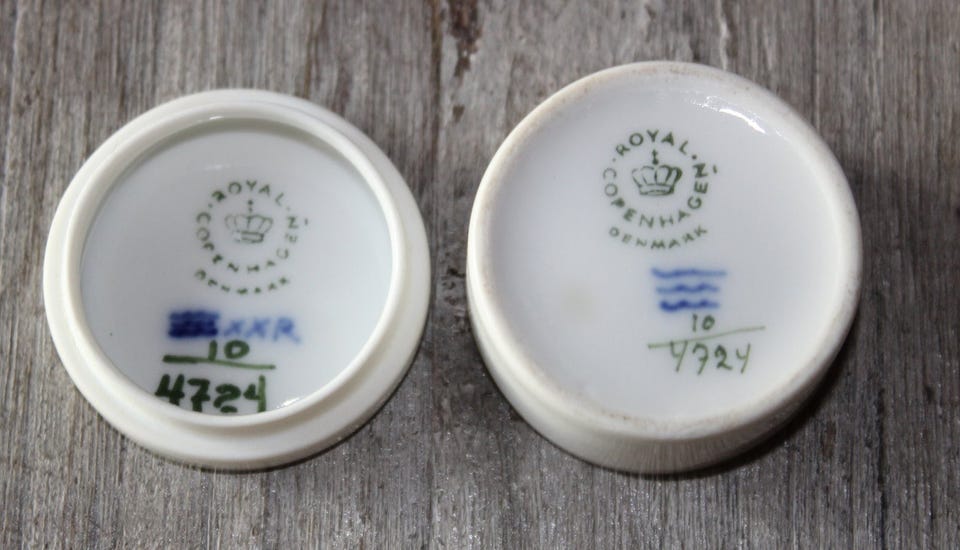 ROYAL
COPENHAGEN
DENMARK
XXR
10
4724
ROYAL
COPENHAGEN
DENMARK
10
4724